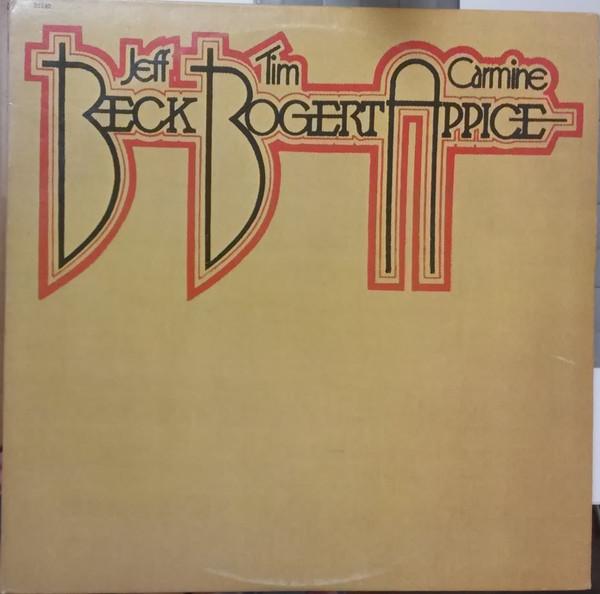 Jeff Tim Carmine
BECK BOGERT APPICE